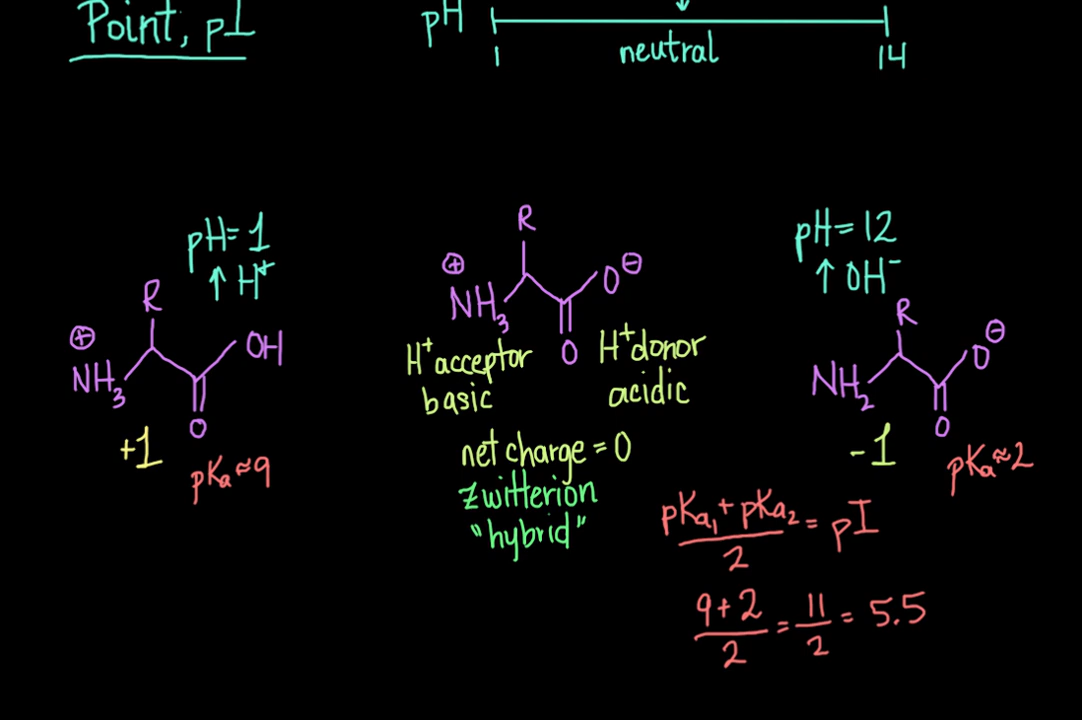 Point, pI
pH
1 neutral 14
pH = 1
↑ H⁺
R
⊕
NH₃
OH
O
+1
pKa ≈ 9
R
⊕
NH₃
O⊖
O
H⁺ acceptor
basic
H⁺ donor
acidic
net charge = 0
zwitterion
"hybrid"
pH = 12
↑ OH⁻
R
⊖
NH₂
O
O
-1
pKa ≈ 2
pKa₁ + pKa₂ / 2 = pI
9 + 2 / 2 = 11 / 2 = 5.5